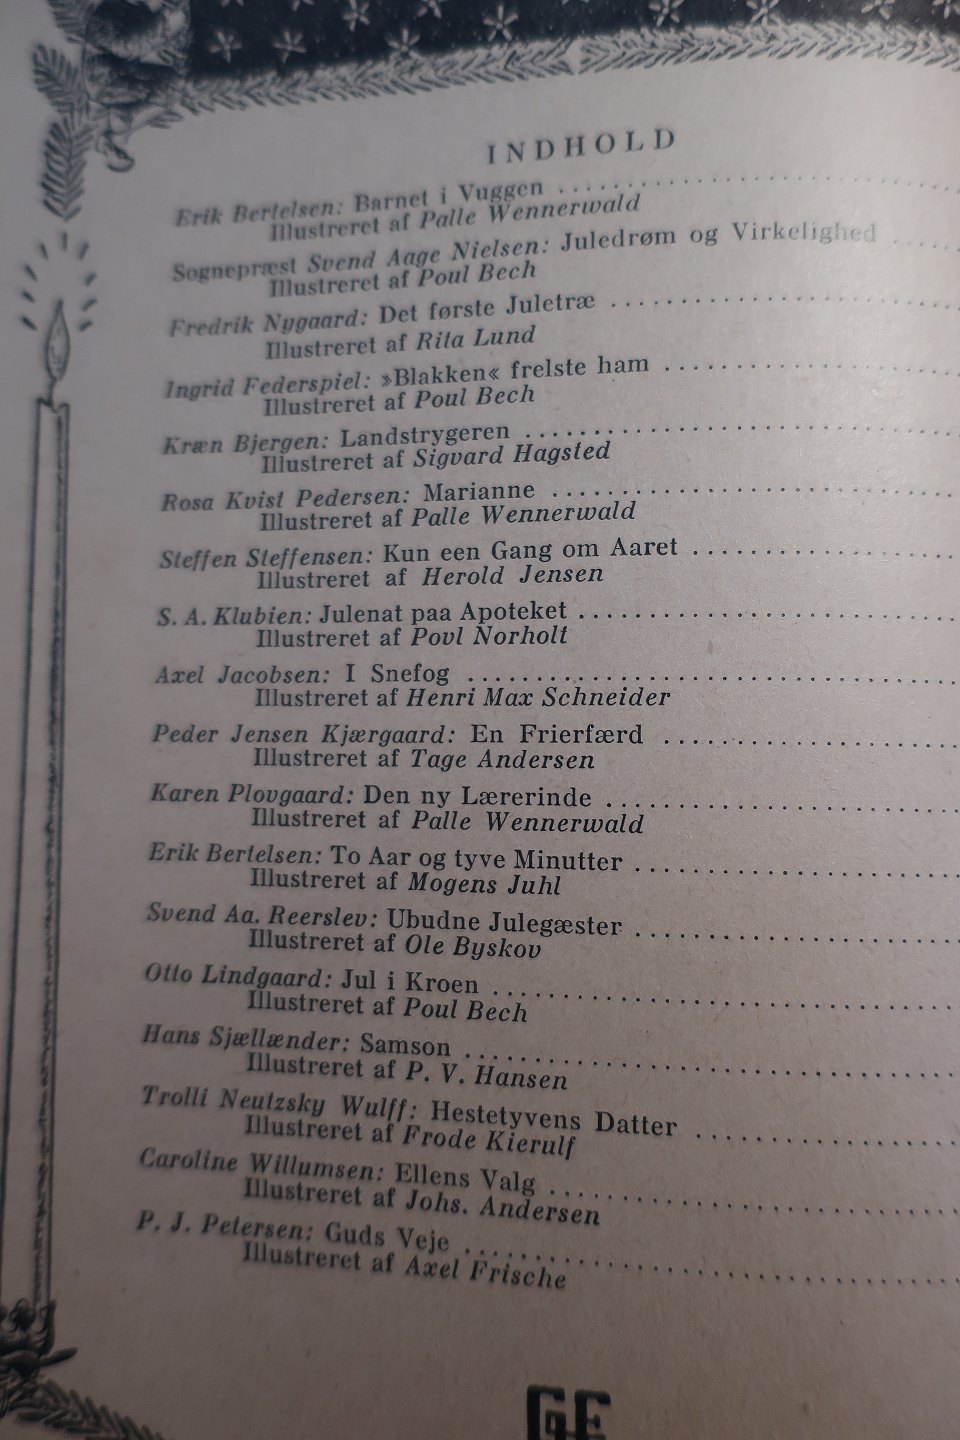 INDHOLD
Erik Bertelsen: Barnet i Vuggen
Illustreret af Palle Wennerwald
Sognepræst Svend Aage Nielsen: Juledrøm og Virkelighed
Illustreret af Poul Bech
Fredrik Nygaard: Det første Juletræ
Illustreret af Rita Lund
Ingrid Federspiel: »Blakken« frelste ham
Illustreret af Poul Bech
Kræn Bjergen: Landstrygeren
Illustreret af Sigvard Hagsted
Rosa Kvist Pedersen: Marianne
Illustreret af Palle Wennerwald
Steffen Steffensen: Kun een Gang om Aaret
Illustreret af Herold Jensen
S. A. Klubien: Julenat paa Apoteket
Illustreret af Povl Norholt
Axel Jacobsen: I Snefog
Illustreret af Henri Max Schneider
Peder Jensen Kjærgaard: En Frierfærd
Illustreret af Tage Andersen
Karen Plovgaard: Den ny Lærerinde
Illustreret af Palle Wennerwald
Erik Bertelsen: To Aar og tyve Minutter
Illustreret af Mogens Juhl
Svend Aa. Reerslev: Ubudne Julegæster
Illustreret af Ole Byskov
Otto Lindgaard: Jul i Kroen
Illustreret af Poul Bech
Hans Sjællænder: Samson
Illustreret af P. V. Hansen
Trolli Neutzsky Wulff: Hestetyvens Datter
Illustreret af Frode Kierulf
Caroline Willumsen: Ellens Valg
Illustreret af Johs. Andersen
P. J. Petersen: Guds Veje
Illustreret af Axel Frische